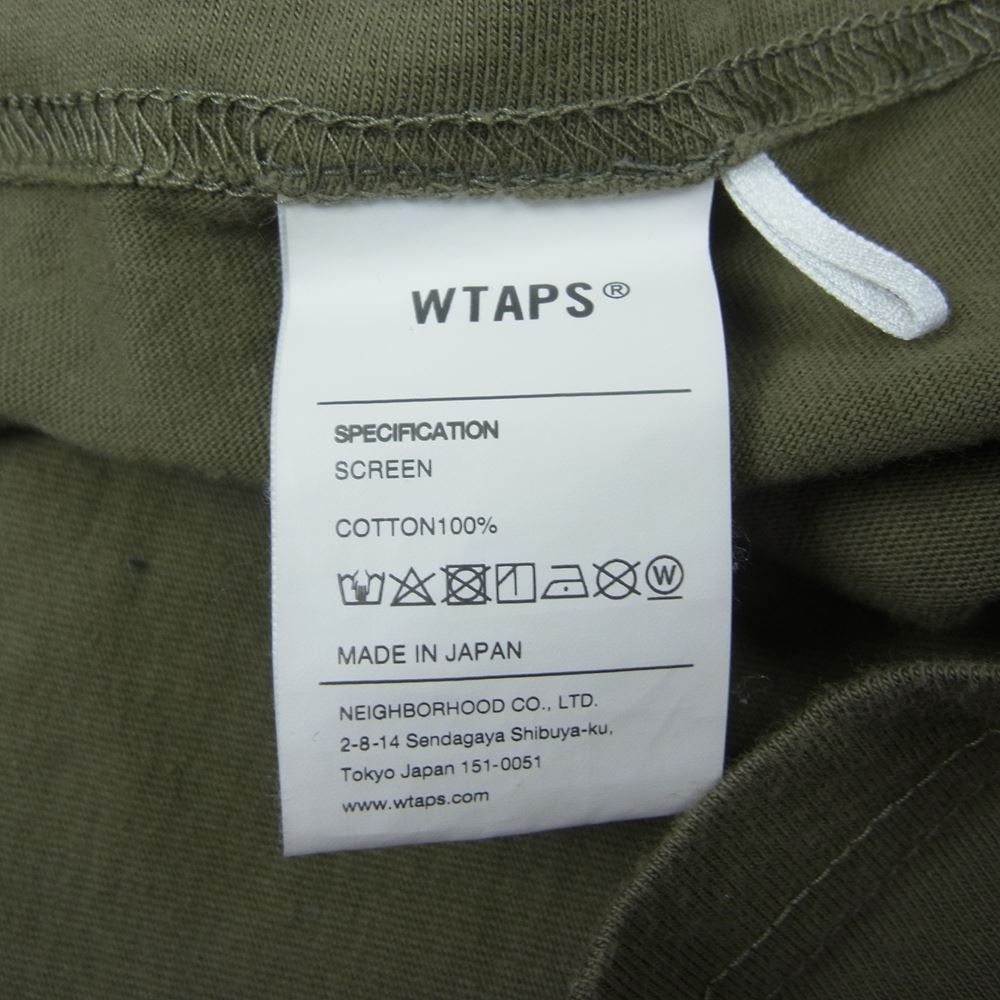 WTAPS®
SPECIFICATION
SCREEN
COTTON100%
W
MADE IN JAPAN
NEIGHBORHOOD CO., LTD.
2-8-14 Sendagaya Shibuya-ku,
Tokyo Japan 151-0051
www.wtaps.com